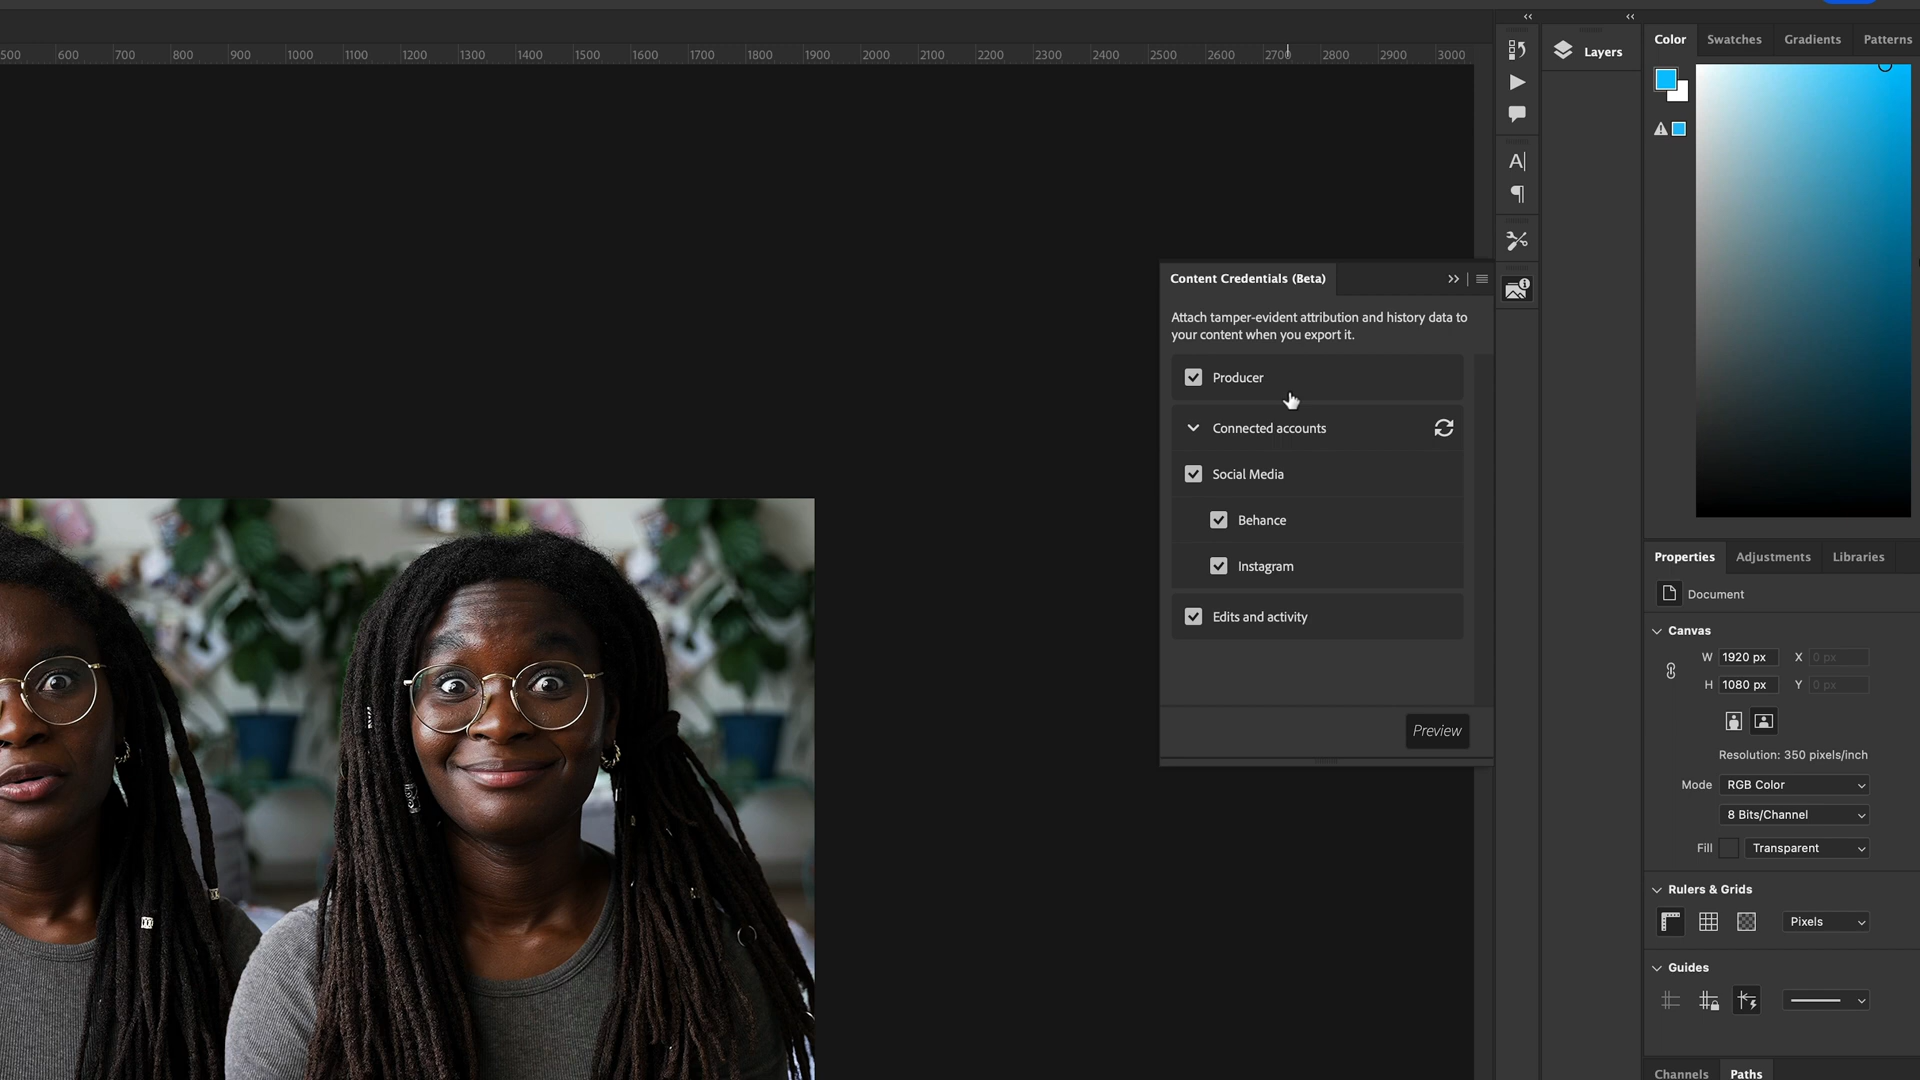 500 600 700 800 900 1000 1100 1200 1300 1400 1500 1600 1700 1800 1900 2000 2100 2200 2300 2400 2500 2600 2700 2800 2900 3000
Layers
Color Swatches Gradients Patterns
Content Credentials (Beta)
Attach tamper-evident attribution and history data to
your content when you export it.
Producer
Connected accounts
Social Media
Behance
Instagram
Edits and activity
Preview
Properties Adjustments Libraries
Document
Canvas
W 1920 px X 0 px
H 1080 px Y 0 px
Resolution: 350 pixels/inch
Mode RGB Color
8 Bits/Channel
Fill Transparent
Rulers & Grids
Pixels
Guides
Channels Paths